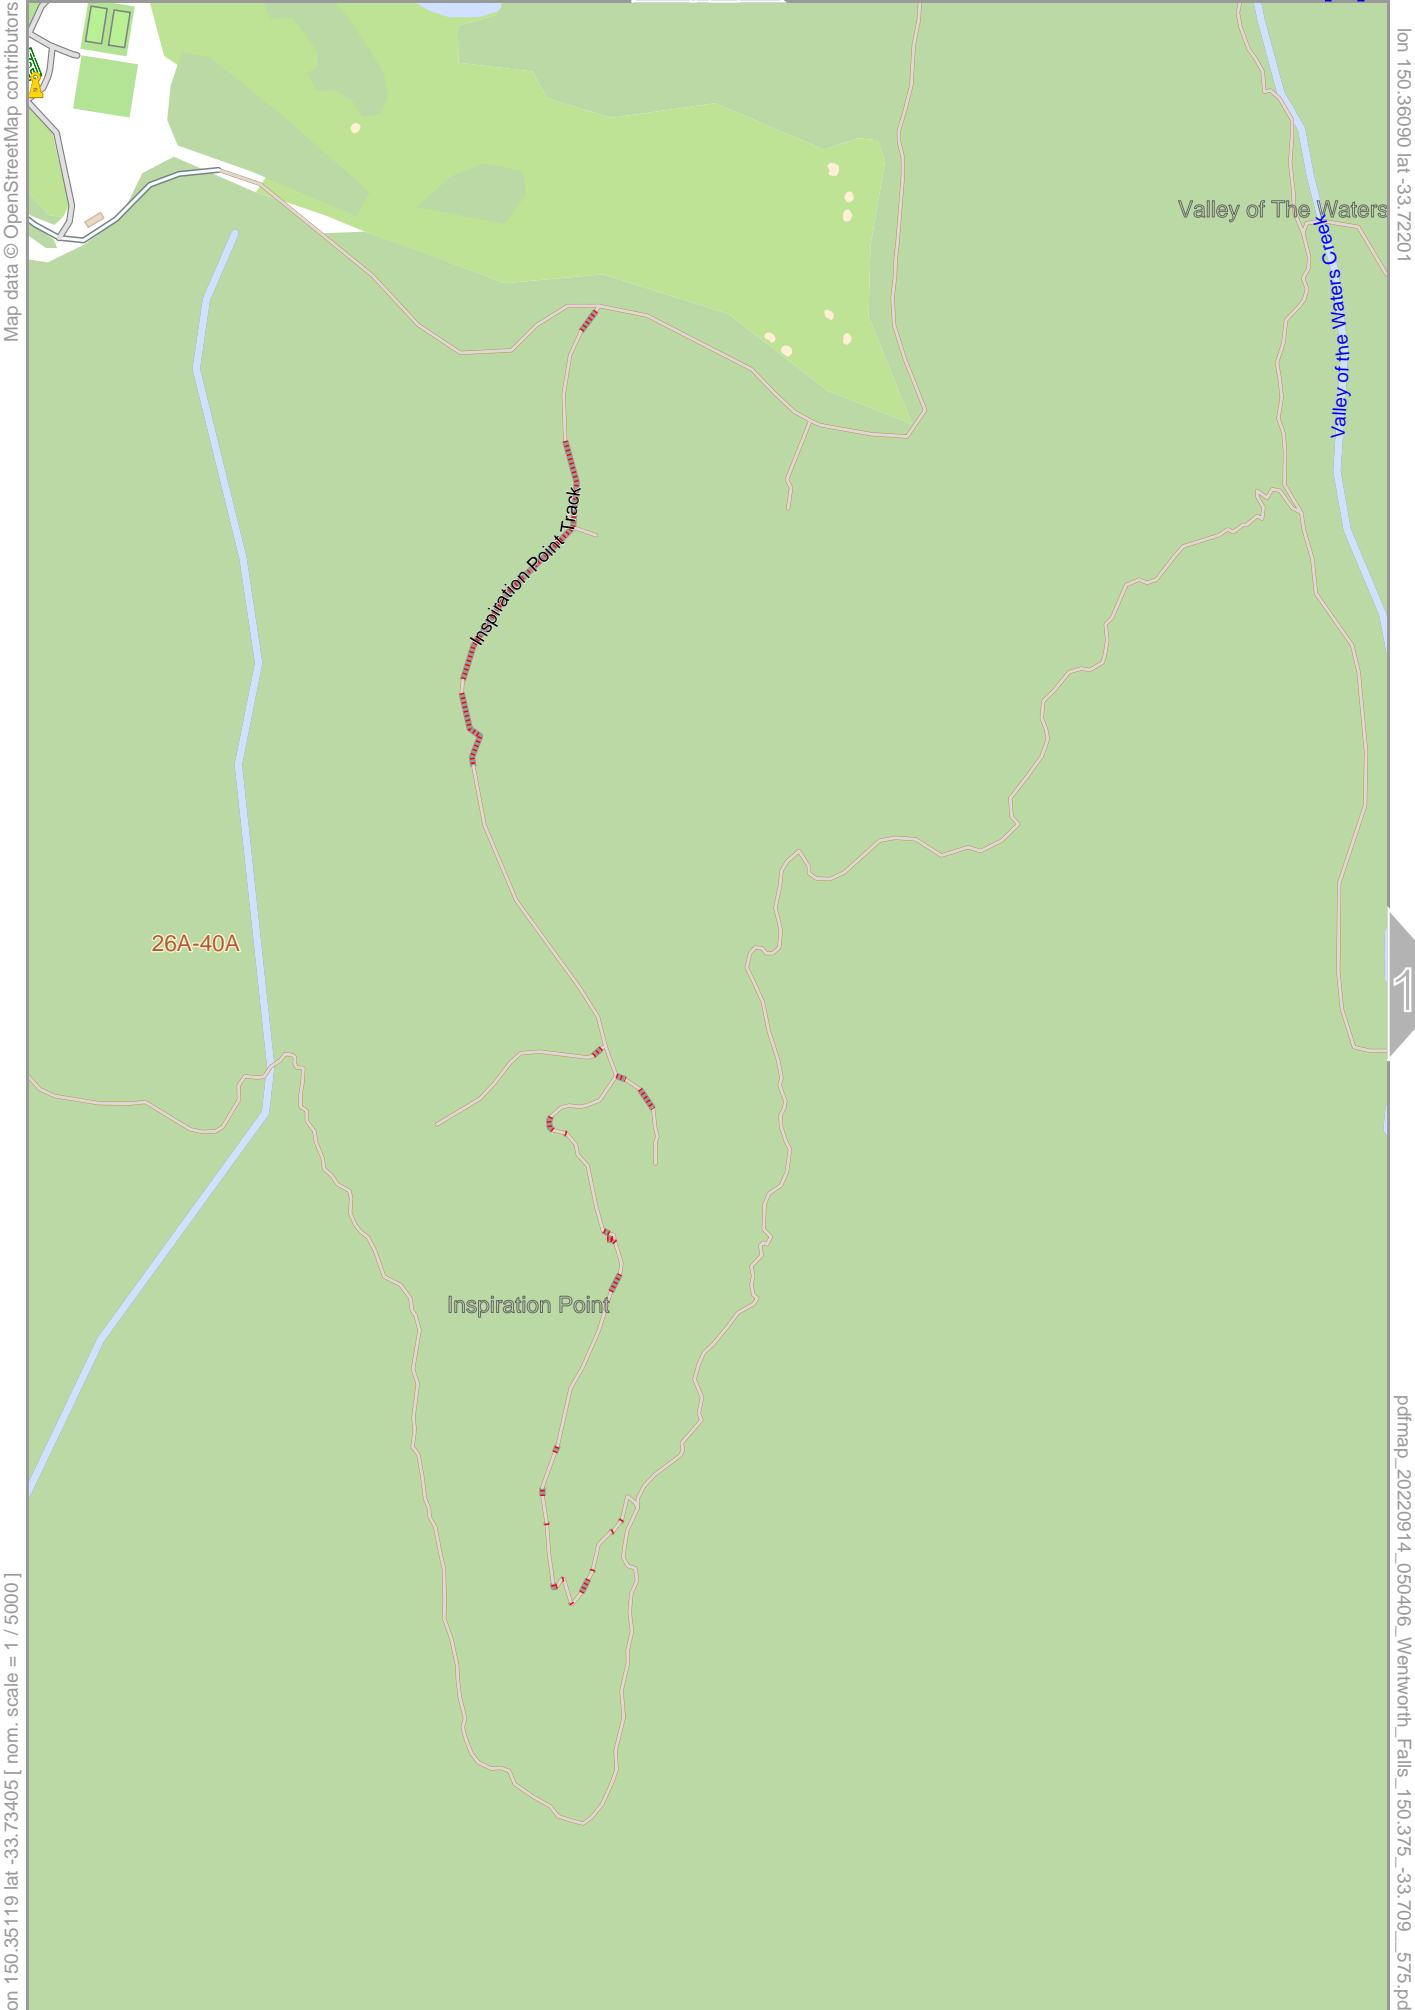 Map data © OpenStreetMap contributors
lon 150.36090 lat -33.72201
Valley of The Waters
Valley of the Waters Creek
Inspiration Point Track
26A-40A
1
Inspiration Point
on 150.35119 lat -33.73405 [ nom. scale = 1 / 5000 ]
pdfmap_20220914_050406_Wentworth_Falls_150.375_-33.709__575.pd